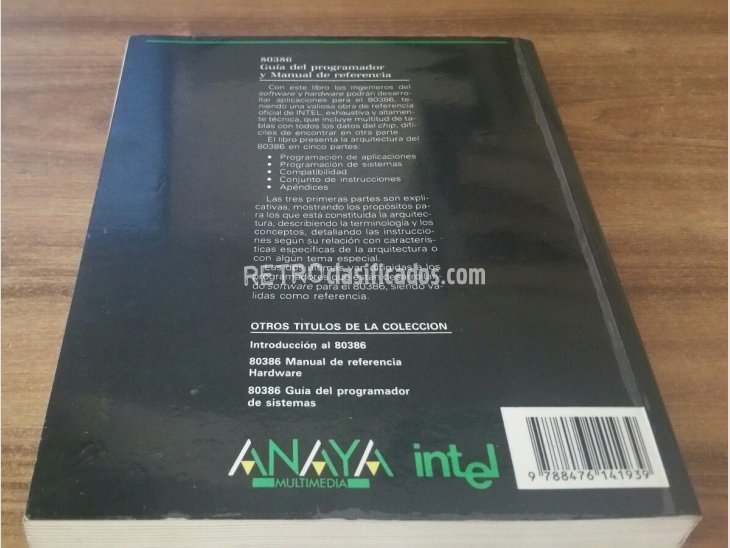 80386
Guía del programador
y Manual de referencia
Con este libro los ingenieros del
software y hardware podrán desarro-
llar aplicaciones para el 80386, te-
niendo una valiosa obra de referencia
oficial de INTEL, exhaustiva y altamen-
te técnica, que incluye multitud de ta-
blas con todos los datos del chip, difí-
ciles de encontrar en otra parte.
El libro presenta la arquitectura del
80386 en cinco partes:
• Programación de aplicaciones
• Programación de sistemas
• Compatibilidad
• Conjunto de instrucciones
• Apéndices
Las tres primeras partes son expli-
cativas, mostrando los propósitos pa-
ra los que está constituida la arquitec-
tura, describiendo la terminología y los
conceptos, detallando las instruccio-
nes según su relación con caracterís-
ticas específicas de la arquitectura o
con algún tema especial.
a los
RETROclasificados.com
programadores
do software para el 80386, siendo vá-
lidas como referencia.
OTROS TITULOS DE LA COLECCION
Introducción al 80386
80386 Manual de referencia
Hardware
80386 Guía del programador
de sistemas
ANAYA
MULTIMEDIA
intel
9 788476 141939